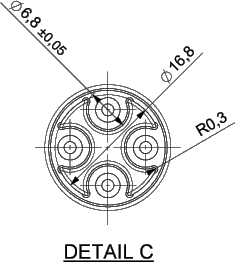 Ø6,8 ±0,05
Ø16,8
R0,3
DETAIL C